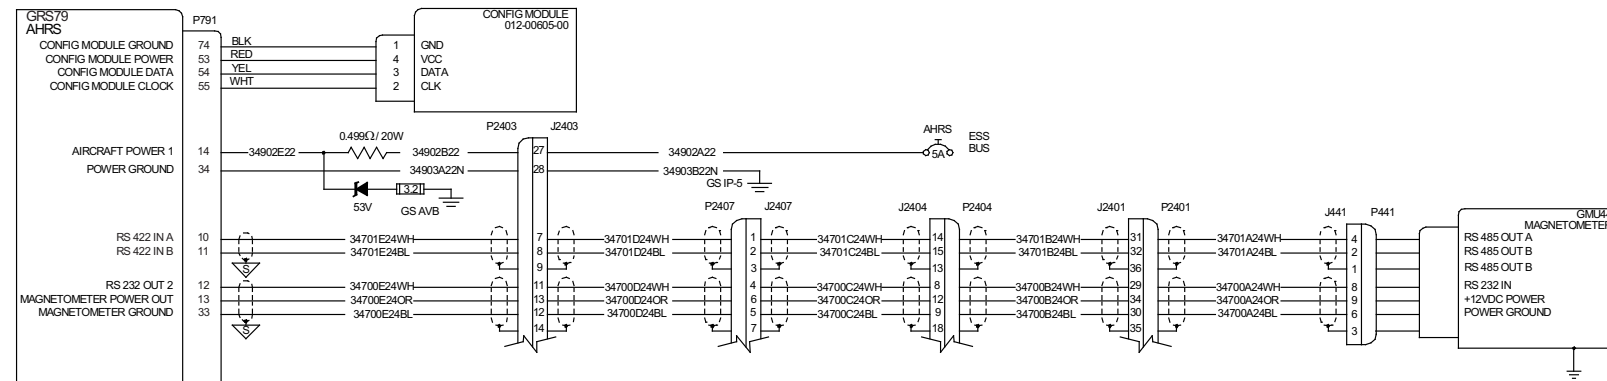 GRS79
AHRS
P791
CONFIG MODULE
012-00605-00
CONFIG MODULE GROUND 74 BLK 1 GND
CONFIG MODULE POWER 53 RED 4 VCC
CONFIG MODULE DATA 54 YEL 3 DATA
CONFIG MODULE CLOCK 55 WHT 2 CLK
P2403 J2403
0.499Ω/ 20W
AHRS
ESS
BUS
AIRCRAFT POWER 1 14 34902E22 34902B22 27 34902A22 5A
POWER GROUND 34 34903A22N 28 34903B22N
GS IP-5
53V
3.2
GS AVB
P2407 J2407 J2404 P2404 J2401 P2401 J441 P441
GMU4
MAGNETOMETER
RS 422 IN A 10 34701E24WH 7 34701D24WH 1 34701C24WH 14 34701B24WH 31 34701A24WH 4 RS 485 OUT A
RS 422 IN B 11 34701E24BL 8 34701D24BL 2 34701C24BL 15 34701B24BL 32 34701A24BL 2 RS 485 OUT B
S 9 3 13 36 1 RS 485 OUT B
RS 232 OUT 2 12 34700E24WH 11 34700D24WH 4 34700C24WH 8 34700B24WH 29 34700A24WH 8 RS 232 IN
MAGNETOMETER POWER OUT 13 34700E24OR 13 34700D24OR 6 34700C24OR 12 34700B24OR 34 34700A24OR 9 +12VDC POWER
MAGNETOMETER GROUND 33 34700E24BL 12 34700D24BL 5 34700C24BL 9 34700B24BL 30 34700A24BL 6 POWER GROUND
S 14 7 18 35 3